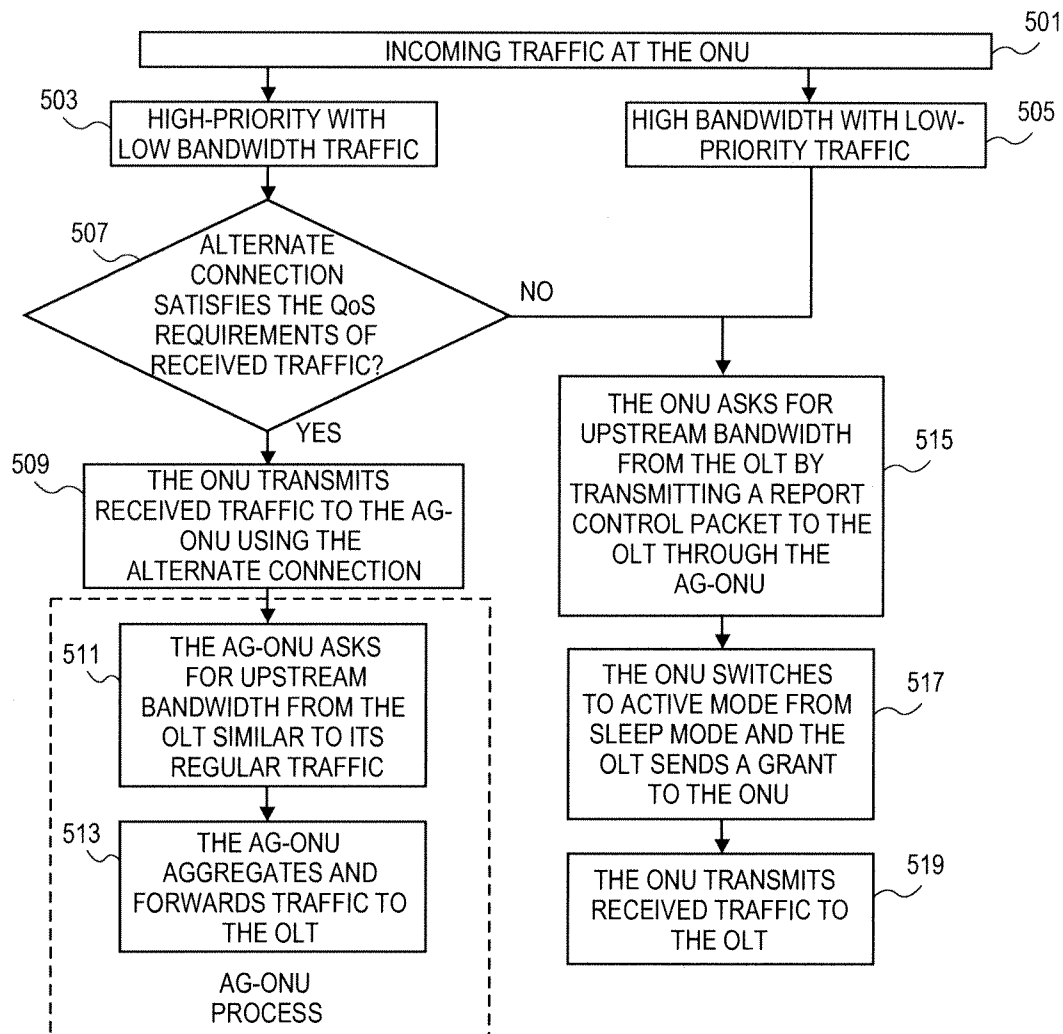 501
INCOMING TRAFFIC AT THE ONU
503
HIGH-PRIORITY WITH
LOW BANDWIDTH TRAFFIC
HIGH BANDWIDTH WITH LOW-
PRIORITY TRAFFIC
505
507
ALTERNATE
CONNECTION
SATISFIES THE QoS
REQUIREMENTS OF
RECEIVED TRAFFIC?
NO
YES
509
THE ONU TRANSMITS
RECEIVED TRAFFIC TO THE AG-
ONU USING THE
ALTERNATE CONNECTION
511
THE AG-ONU ASKS
FOR UPSTREAM
BANDWIDTH FROM THE
OLT SIMILAR TO ITS
REGULAR TRAFFIC
513
THE AG-ONU
AGGREGATES AND
FORWARDS TRAFFIC TO
THE OLT
AG-ONU
PROCESS
THE ONU ASKS FOR
UPSTREAM BANDWIDTH
FROM THE OLT BY
TRANSMITTING A REPORT
CONTROL PACKET TO THE
OLT THROUGH THE
AG-ONU
515
THE ONU SWITCHES
TO ACTIVE MODE FROM
SLEEP MODE AND THE
OLT SENDS A GRANT
TO THE ONU
517
THE ONU TRANSMITS
RECEIVED TRAFFIC TO
THE OLT
519